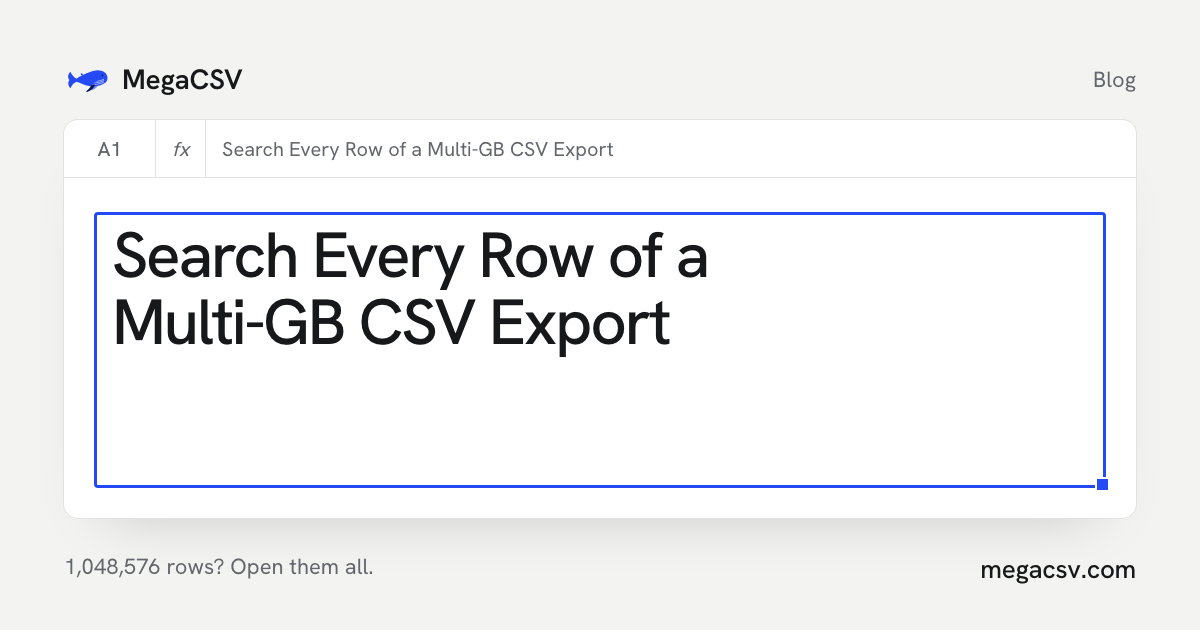 MegaCSV
Blog
A1
fx
Search Every Row of a Multi-GB CSV Export
Search Every Row of a
Multi-GB CSV Export
1,048,576 rows? Open them all.
megacsv.com